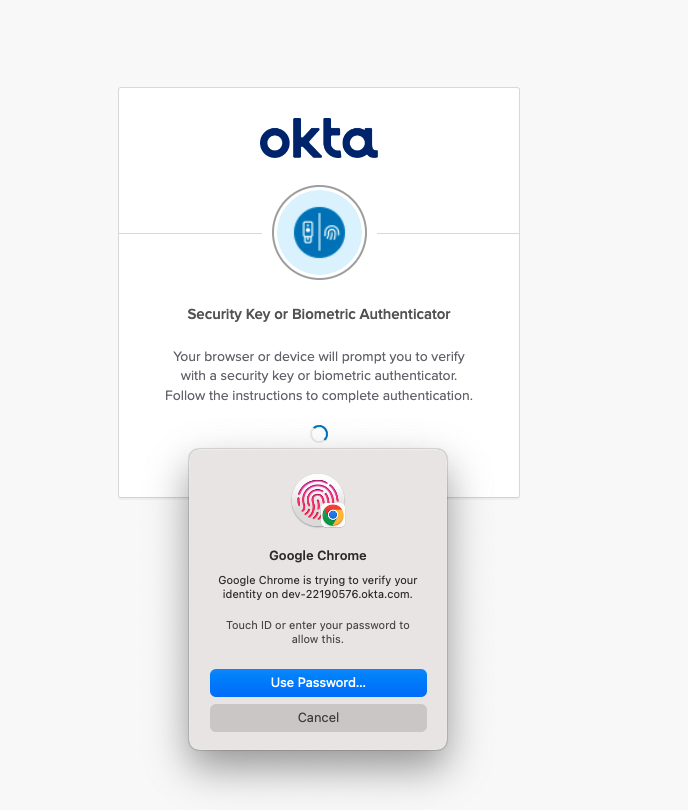 okta
Security Key or Biometric Authenticator
Your browser or device will prompt you to verify
with a security key or biometric authenticator.
Follow the instructions to complete authentication.
Google Chrome
Google Chrome is trying to verify your
identity on dev-22190576.okta.com.
Touch ID or enter your password to
allow this.
Use Password...
Cancel